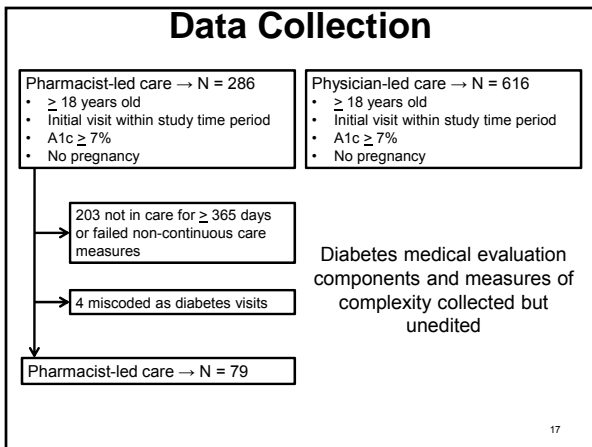 Data Collection
Pharmacist-led care → N = 286
• ≥ 18 years old
• Initial visit within study time period
• A1c ≥ 7%
• No pregnancy
Physician-led care → N = 616
• ≥ 18 years old
• Initial visit within study time period
• A1c ≥ 7%
• No pregnancy
203 not in care for ≥ 365 days
or failed non-continuous care
measures
4 miscoded as diabetes visits
Pharmacist-led care → N = 79
Diabetes medical evaluation
components and measures of
complexity collected but
unedited
17